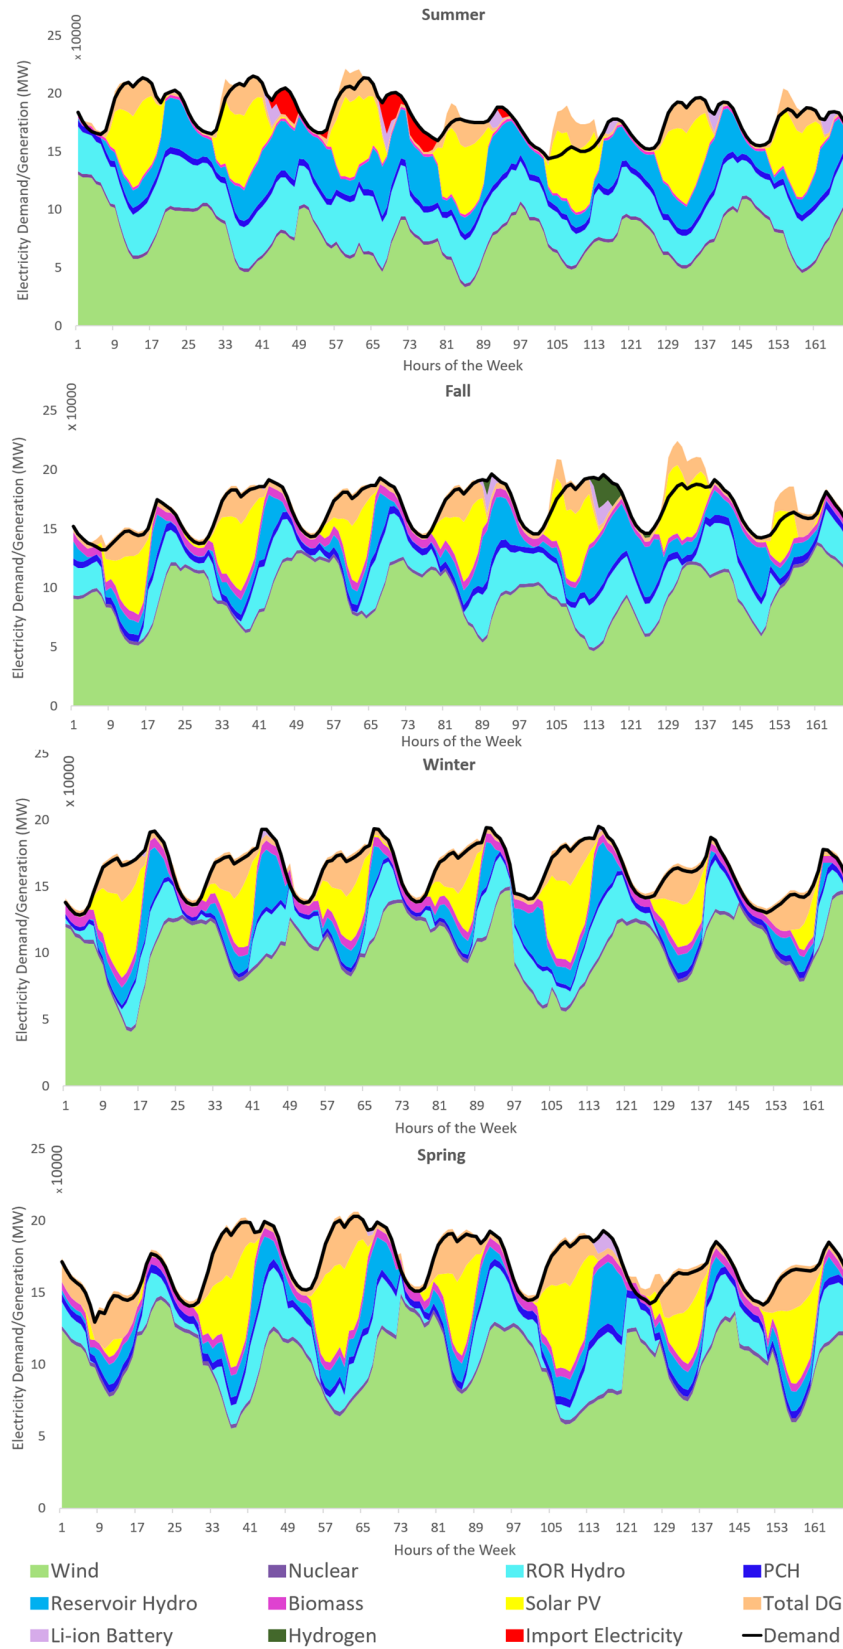 Summer
x 10000
Electricity Demand/Generation (MW)
25
20
15
10
5
0
1 9 17 25 33 41 49 57 65 73 81 89 97 105 113 121 129 137 145 153 161
Hours of the Week
Fall
x 10000
Electricity Demand/Generation (MW)
25
20
15
10
5
0
1 9 17 25 33 41 49 57 65 73 81 89 97 105 113 121 129 137 145 153 161
Hours of the Week
Winter
x 10000
Electricity Demand/Generation (MW)
25
20
15
10
5
0
1 9 17 25 33 41 49 57 65 73 81 89 97 105 113 121 129 137 145 153 161
Hours of the Week
Spring
x 10000
Electricity Demand/Generation (MW)
25
20
15
10
5
0
1 9 17 25 33 41 49 57 65 73 81 89 97 105 113 121 129 137 145 153 161
Hours of the Week
Wind Nuclear ROR Hydro PCH
Reservoir Hydro Biomass Solar PV Total DG
Li-ion Battery Hydrogen Import Electricity Demand